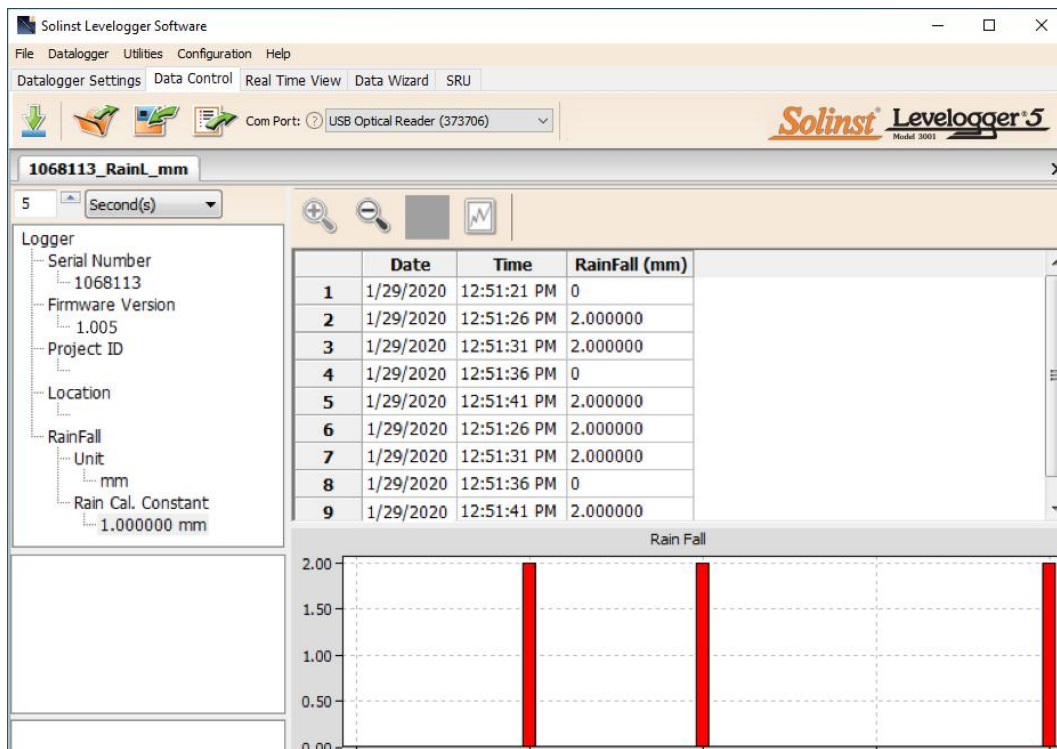 Solinst Levelogger Software
File Datalogger Utilities Configuration Help
Datalogger Settings Data Control Real Time View Data Wizard SRU
Com Port: ? USB Optical Reader (373706)
Solinst Levelogger 5
Model 3001
1068113_RainL_mm
5 Second(s)
Logger
Serial Number
1068113
Firmware Version
1.005
Project ID
Location
RainFall
Unit
mm
Rain Cal. Constant
1.000000 mm
Date Time RainFall (mm)
1 1/29/2020 12:51:21 PM 0
2 1/29/2020 12:51:26 PM 2.000000
3 1/29/2020 12:51:31 PM 2.000000
4 1/29/2020 12:51:36 PM 0
5 1/29/2020 12:51:41 PM 2.000000
6 1/29/2020 12:51:26 PM 2.000000
7 1/29/2020 12:51:31 PM 2.000000
8 1/29/2020 12:51:36 PM 0
9 1/29/2020 12:51:41 PM 2.000000
Rain Fall
2.00
1.50
1.00
0.50
0.00